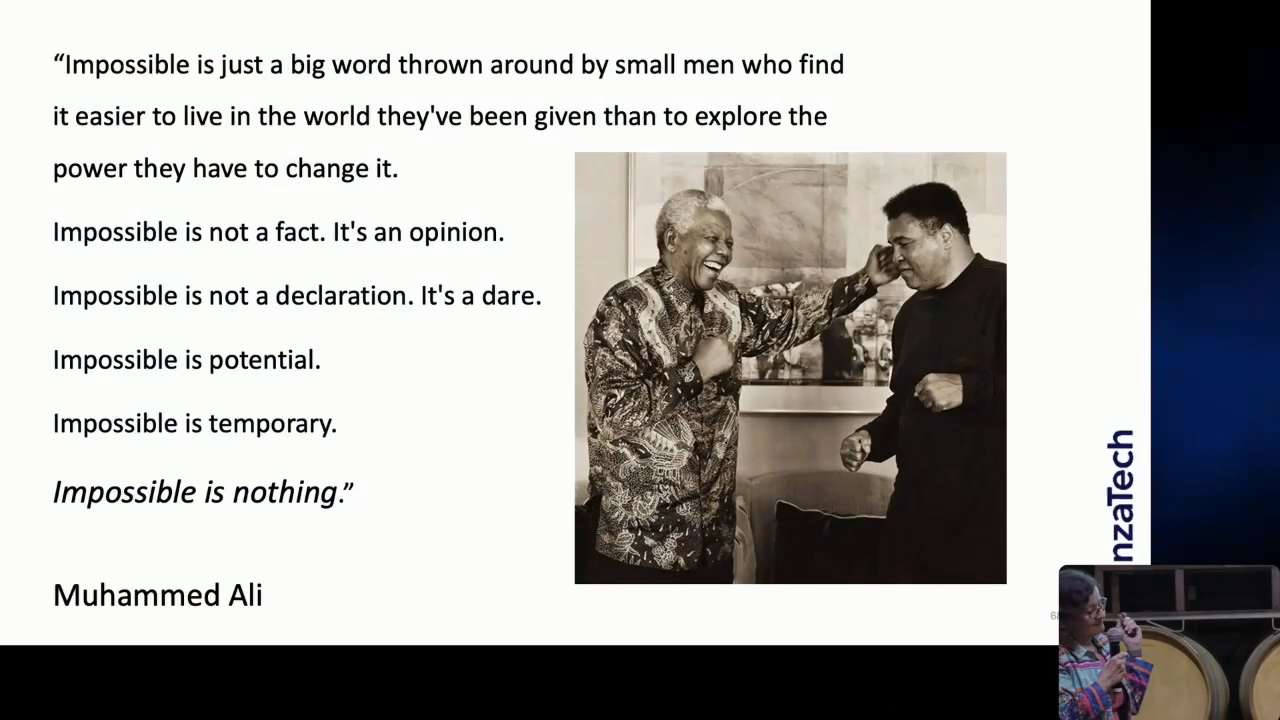 “Impossible is just a big word thrown around by small men who find
it easier to live in the world they've been given than to explore the
power they have to change it.
Impossible is not a fact. It's an opinion.
Impossible is not a declaration. It's a dare.
Impossible is potential.
Impossible is temporary.
Impossible is nothing.”
Muhammed Ali
nzaTech